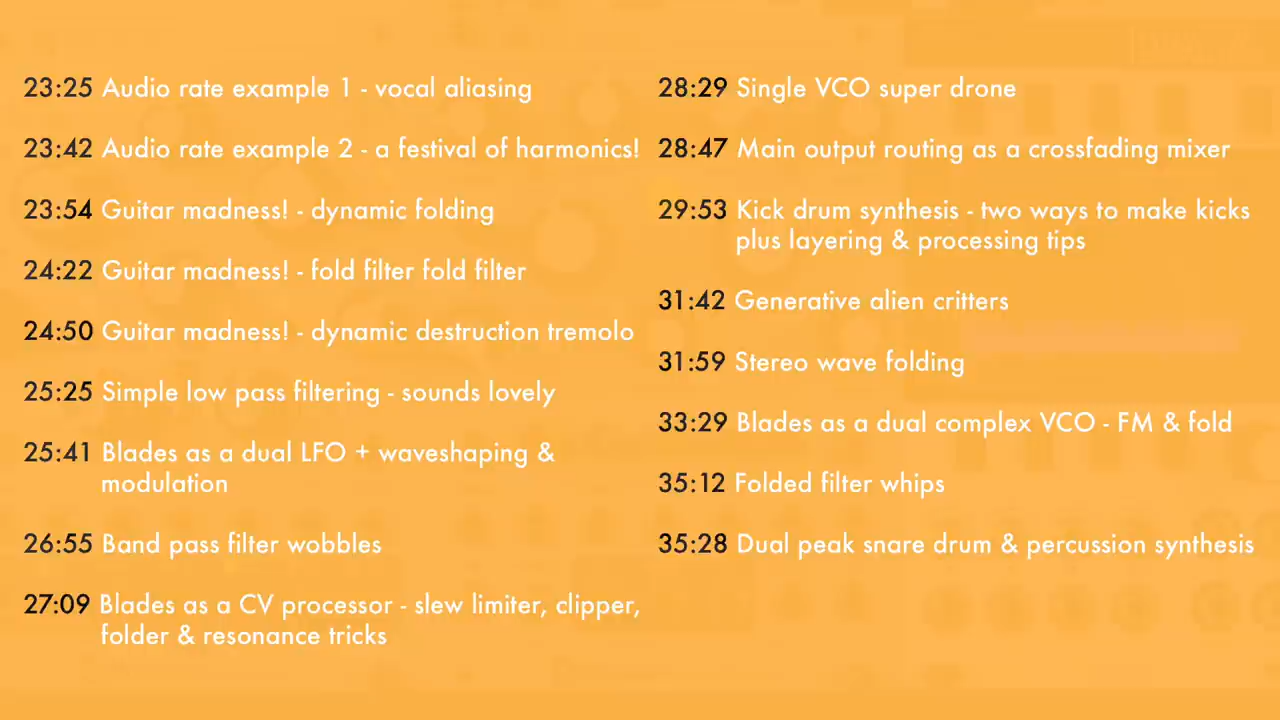 23:25 Audio rate example 1 - vocal aliasing
23:42 Audio rate example 2 - a festival of harmonics!
23:54 Guitar madness! - dynamic folding
24:22 Guitar madness! - fold filter fold filter
24:50 Guitar madness! - dynamic destruction tremolo
25:25 Simple low pass filtering - sounds lovely
25:41 Blades as a dual LFO + waveshaping &
modulation
26:55 Band pass filter wobbles
27:09 Blades as a CV processor - slew limiter, clipper,
folder & resonance tricks
28:29 Single VCO super drone
28:47 Main output routing as a crossfading mixer
29:53 Kick drum synthesis - two ways to make kicks
plus layering & processing tips
31:42 Generative alien critters
31:59 Stereo wave folding
33:29 Blades as a dual complex VCO - FM & fold
35:12 Folded filter whips
35:28 Dual peak snare drum & percussion synthesis